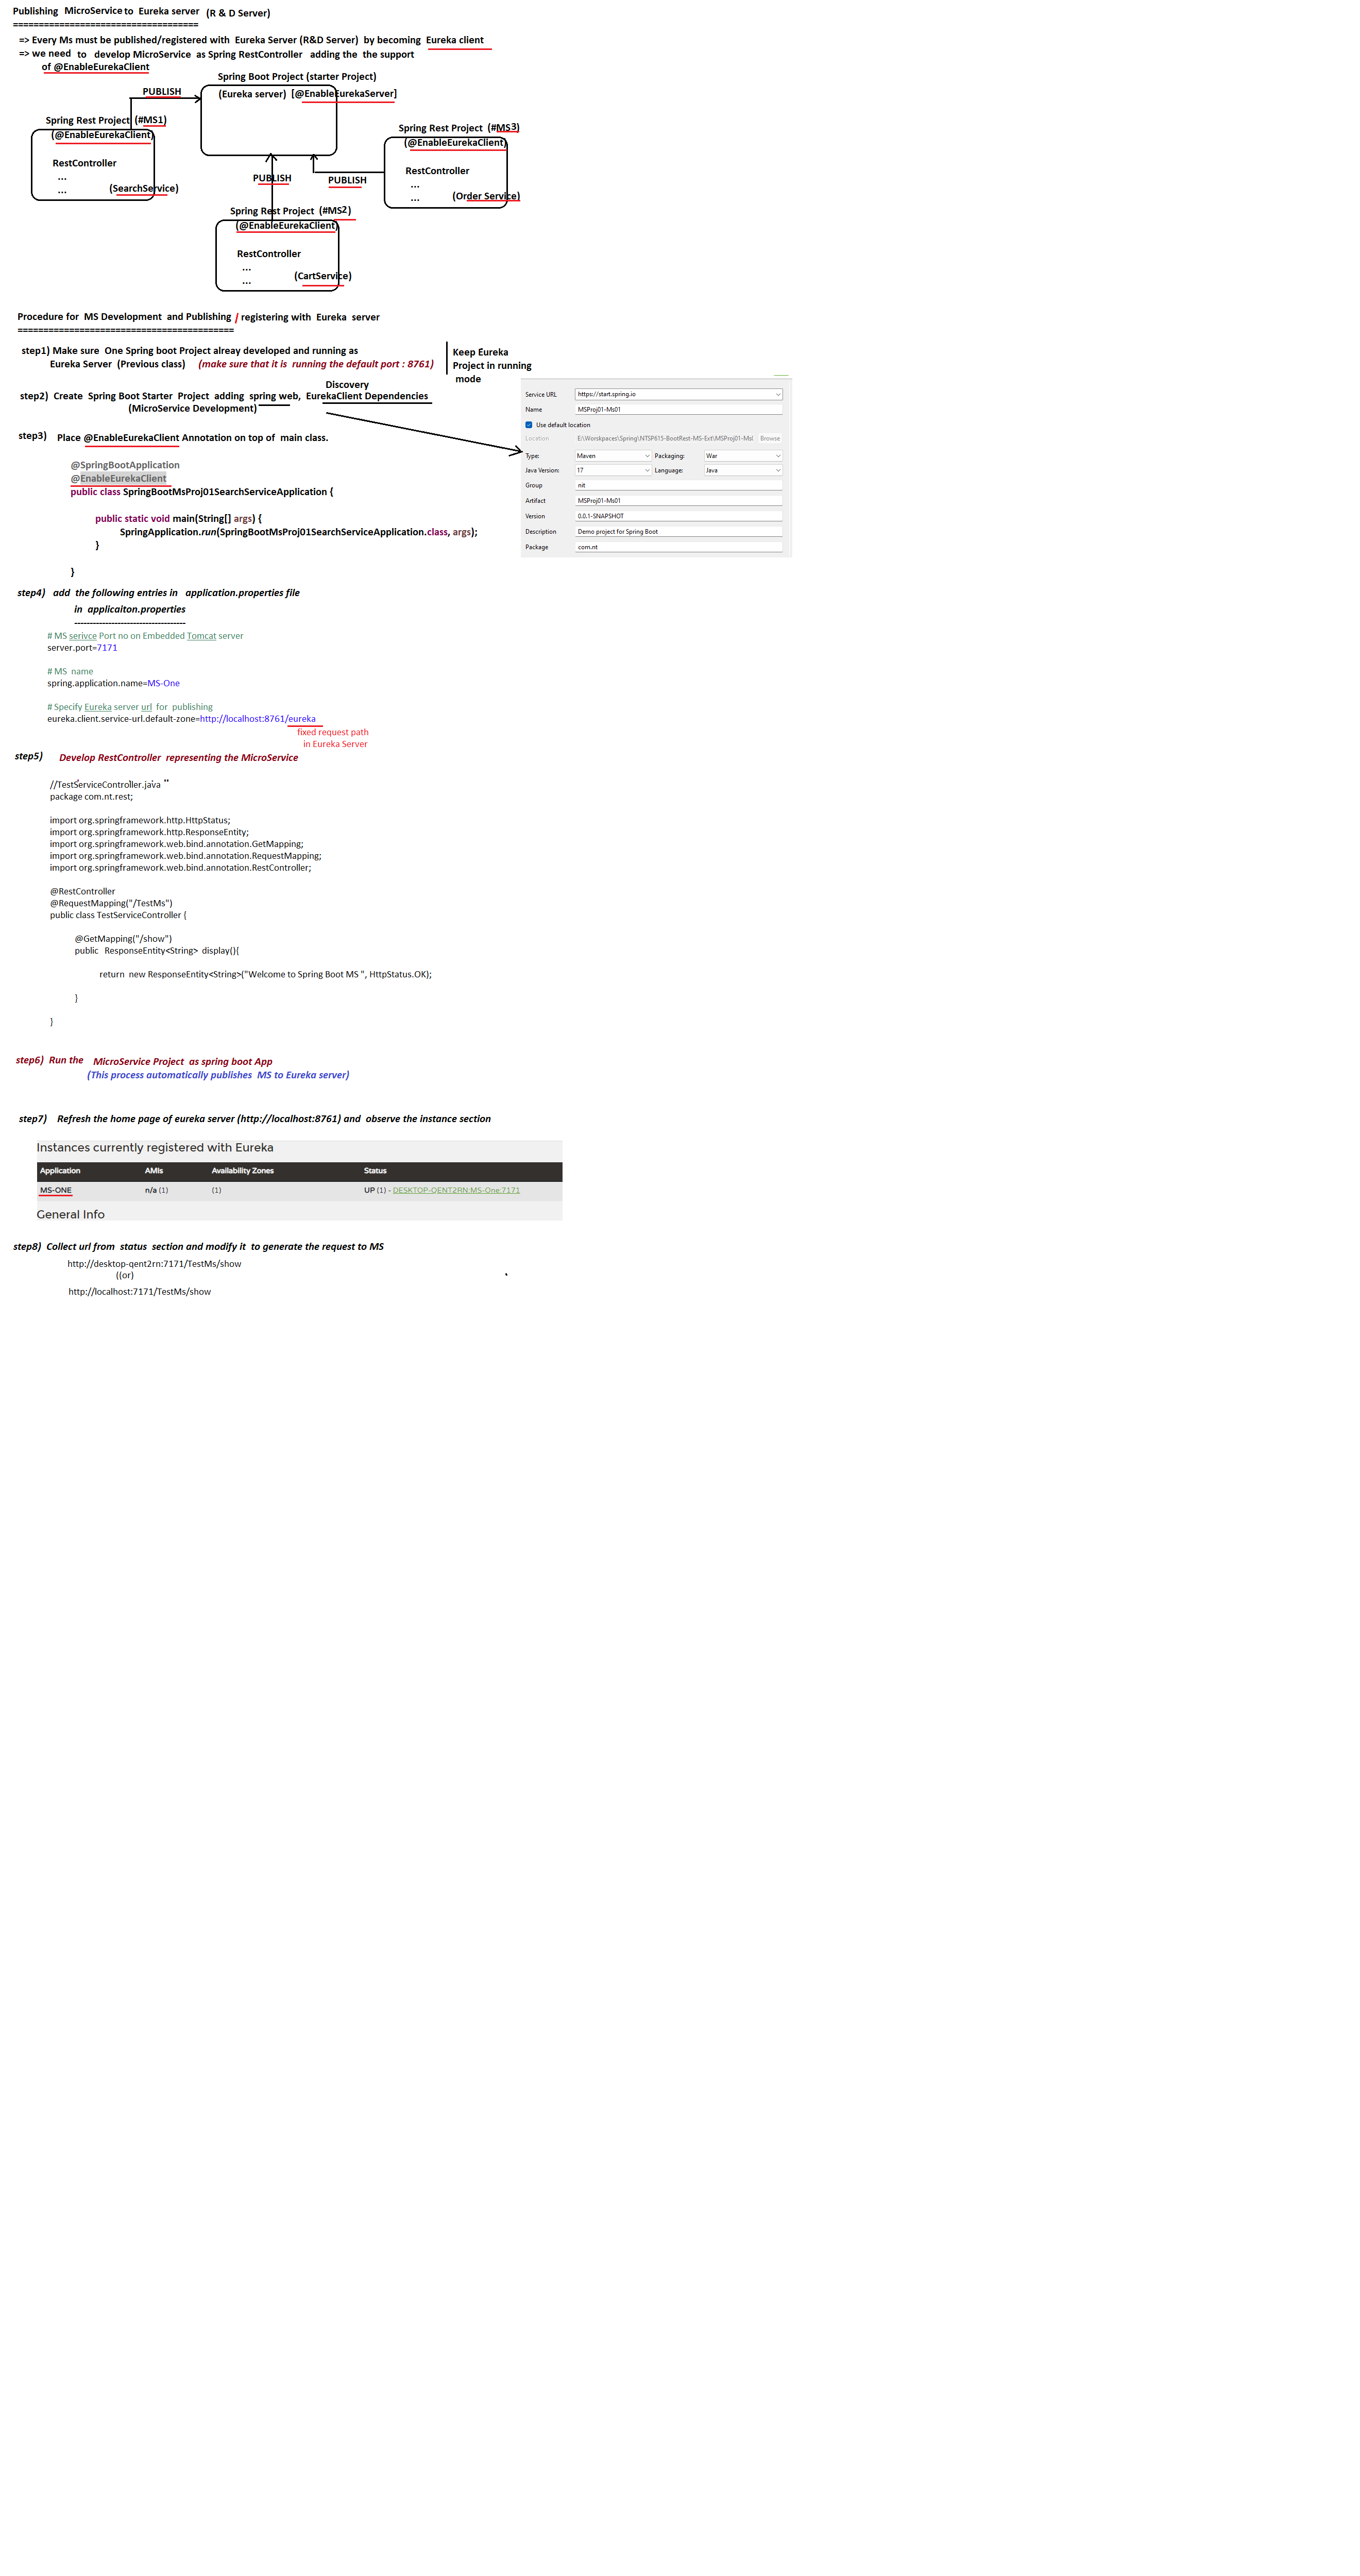 Publishing MicroService to Eureka server (R & D Server)
====================================
=> Every Ms must be published/registered with Eureka Server (R&D Server) by becoming Eureka client
=> we need to develop MicroService as Spring RestController adding the the support
of @EnableEurekaClient
Spring Boot Project (starter Project)
(Eureka server) [@EnableEurekaServer]
PUBLISH
Spring Rest Project (#MS1)
(@EnableEurekaClient)
RestController
...
... (SearchService)
Spring Rest Project (#MS3)
(@EnableEurekaClient)
RestController
...
... (Order Service)
PUBLISH
PUBLISH
Spring Rest Project (#MS2)
(@EnableEurekaClient)
RestController
...
... (CartService)
Procedure for MS Development and Publishing / registering with Eureka server
==========================================
step1) Make sure One Spring boot Project alreay developed and running as
Eureka Server (Previous class) (make sure that it is running the default port : 8761)
Keep Eureka
Project in running
mode
Discovery
step2) Create Spring Boot Starter Project adding spring web, EurekaClient Dependencies
(MicroService Development)
Service URL https://start.spring.io
Name MSProj01-Ms01
Use default location
Location E:\Worskpaces\Spring\NTSP615-BootRest-MS-Ext\MSProj01-Ms( Browse
Type: Maven Packaging: War
Java Version: 17 Language: Java
Group nit
Artifact MSProj01-Ms01
Version 0.0.1-SNAPSHOT
Description Demo project for Spring Boot
Package com.nt
step3) Place @EnableEurekaClient Annotation on top of main class.
@SpringBootApplication
@EnableEurekaClient
public class SpringBootMsProj01SearchServiceApplication {
public static void main(String[] args) {
SpringApplication.run(SpringBootMsProj01SearchServiceApplication.class, args);
}
}
step4) add the following entries in application.properties file
in applicaiton.properties
-----------------------------------
# MS serivce Port no on Embedded Tomcat server
server.port=7171
# MS name
spring.application.name=MS-One
# Specify Eureka server url for publishing
eureka.client.service-url.default-zone=http://localhost:8761/eureka
fixed request path
in Eureka Server
step5) Develop RestController representing the MicroService
//TestServiceController.java
package com.nt.rest;
import org.springframework.http.HttpStatus;
import org.springframework.http.ResponseEntity;
import org.springframework.web.bind.annotation.GetMapping;
import org.springframework.web.bind.annotation.RequestMapping;
import org.springframework.web.bind.annotation.RestController;
@RestController
@RequestMapping("/TestMs")
public class TestServiceController {
@GetMapping("/show")
public ResponseEntity<String> display(){
return new ResponseEntity<String>("Welcome to Spring Boot MS ", HttpStatus.OK);
}
}
step6) Run the MicroService Project as spring boot App
(This process automatically publishes MS to Eureka server)
step7) Refresh the home page of eureka server (http://localhost:8761) and observe the instance section
Instances currently registered with Eureka
Application AMIs Availability Zones Status
MS-ONE n/a (1) (1) UP (1) - DESKTOP-QENT2RN:MS-One:7171
General Info
step8) Collect url from status section and modify it to generate the request to MS
http://desktop-qent2rn:7171/TestMs/show
((or)
http://localhost:7171/TestMs/show